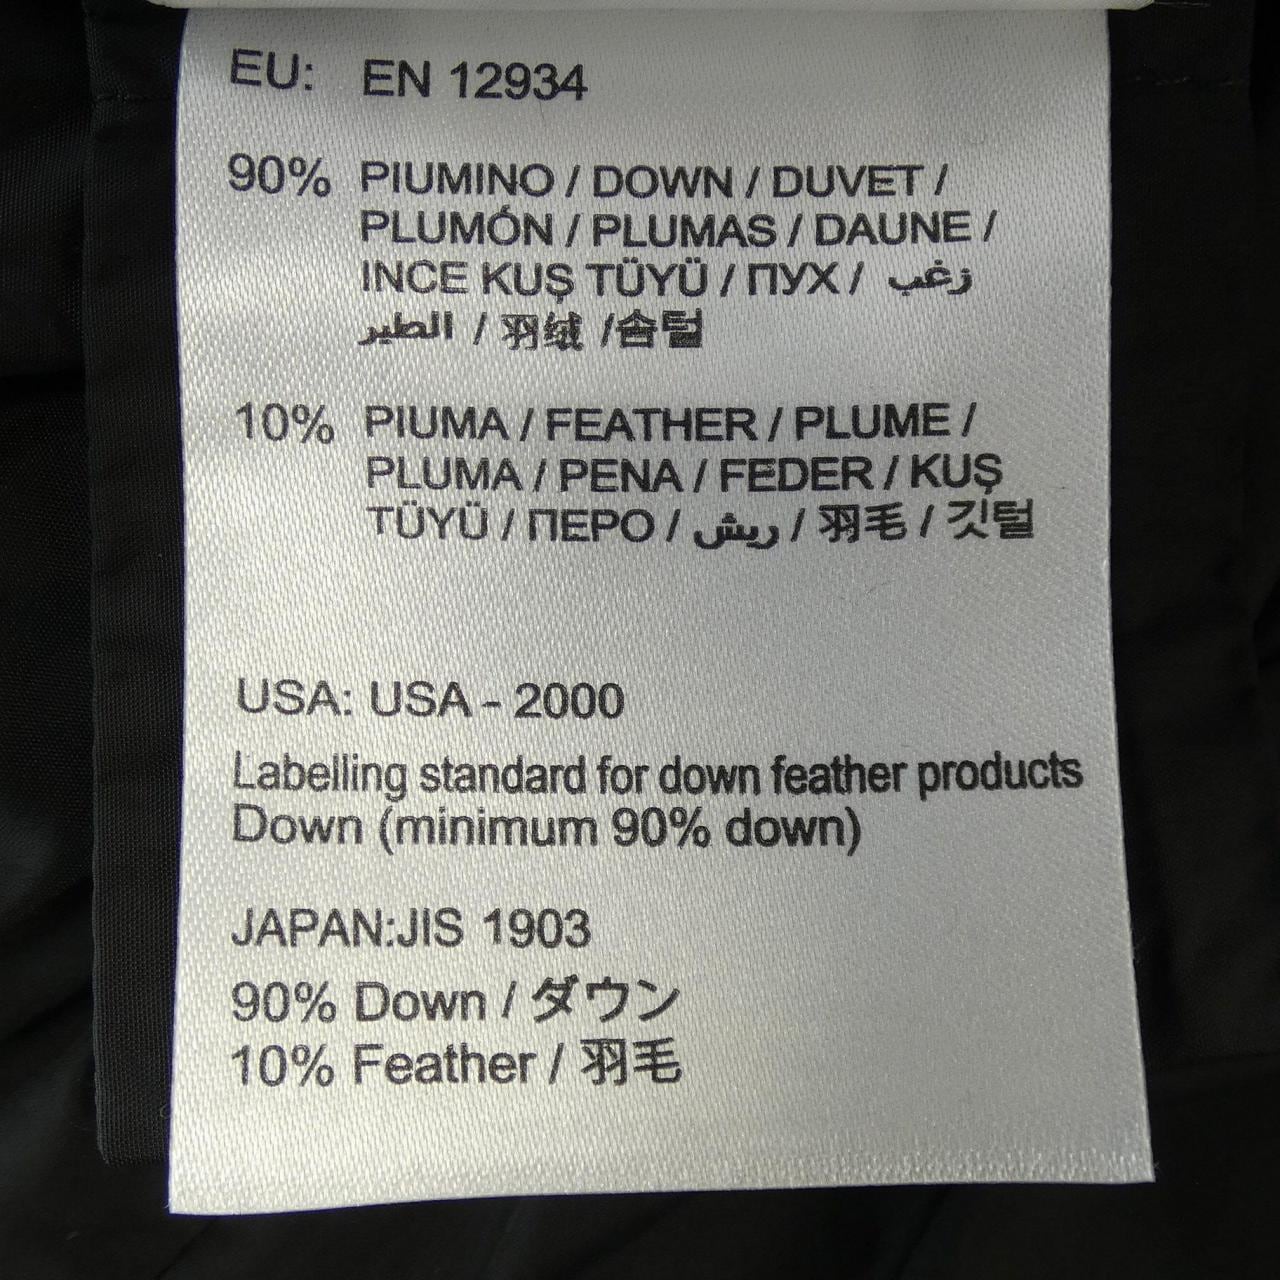 EU: EN 12934
90% PIUMINO / DOWN / DUVET /
PLUMÓN / PLUMAS / DAUNE /
INCE KUŞ TÜYÜ / ПУХ / زغب
الطير / 羽绒 /솜털
10% PIUMA / FEATHER / PLUME /
PLUMA / PENA / FEDER / KUŞ
TÜYÜ / ПЕРО / ريش / 羽毛 / 깃털
USA: USA - 2000
Labelling standard for down feather products
Down (minimum 90% down)
JAPAN:JIS 1903
90% Down / ダウン
10% Feather / 羽毛